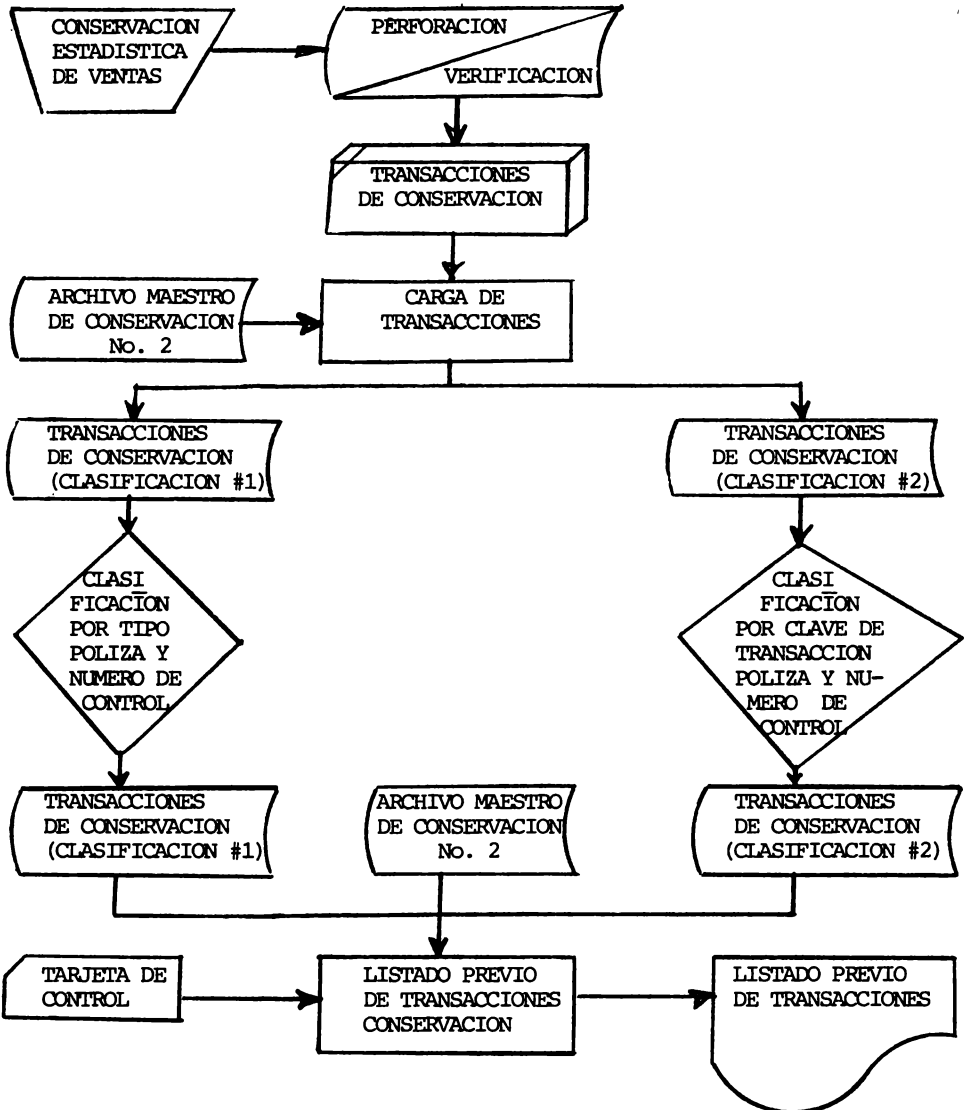 CONSERVACION
ESTADISTICA
DE VENTAS
PERFORACION
VERIFICACION
TRANSACCIONES
DE CONSERVACION
ARCHIVO MAESTRO
DE CONSERVACION
No. 2
CARGA DE
TRANSACCIONES
TRANSACCIONES
DE CONSERVACION
(CLASIFICACION #1)
TRANSACCIONES
DE CONSERVACION
(CLASIFICACION #2)
CLASI
FICACION
POR TIPO
POLIZA Y
NUMERO DE
CONTROL
CLASI
FICACION
POR CLAVE DE
TRANSACCION
POLIZA Y NU-
MERO DE
CONTROL
TRANSACCIONES
DE CONSERVACION
(CLASIFICACION #1)
ARCHIVO MAESTRO
DE CONSERVACION
No. 2
TRANSACCIONES
DE CONSERVACION
(CLASIFICACION #2)
TARJETA DE
CONTROL
LISTADO PREVIO
DE TRANSACCIONES
CONSERVACION
LISTADO PREVIO
DE TRANSACCIONES